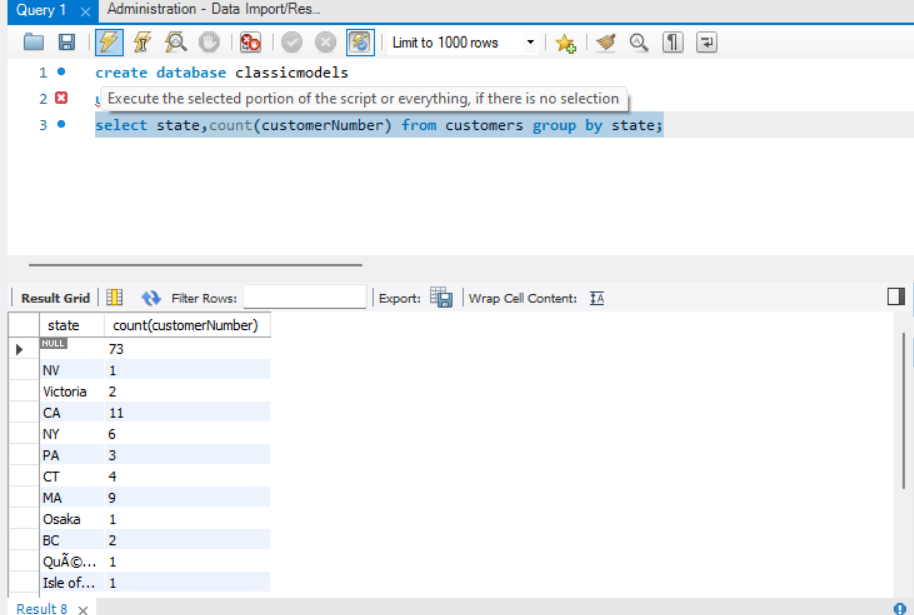 Query 1
Administration - Data Import/Res...
Limit to 1000 rows
1 create database classicmodels
2 Execute the selected portion of the script or everything, if there is no selection
3 select state,count(customerNumber) from customers group by state;
Result Grid Filter Rows: Export: Wrap Cell Content: IA
state count(customerNumber)
NULL 73
NV 1
Victoria 2
CA 11
NY 6
PA 3
CT 4
MA 9
Osaka 1
BC 2
QuÃ©... 1
Isle of... 1
Result 8